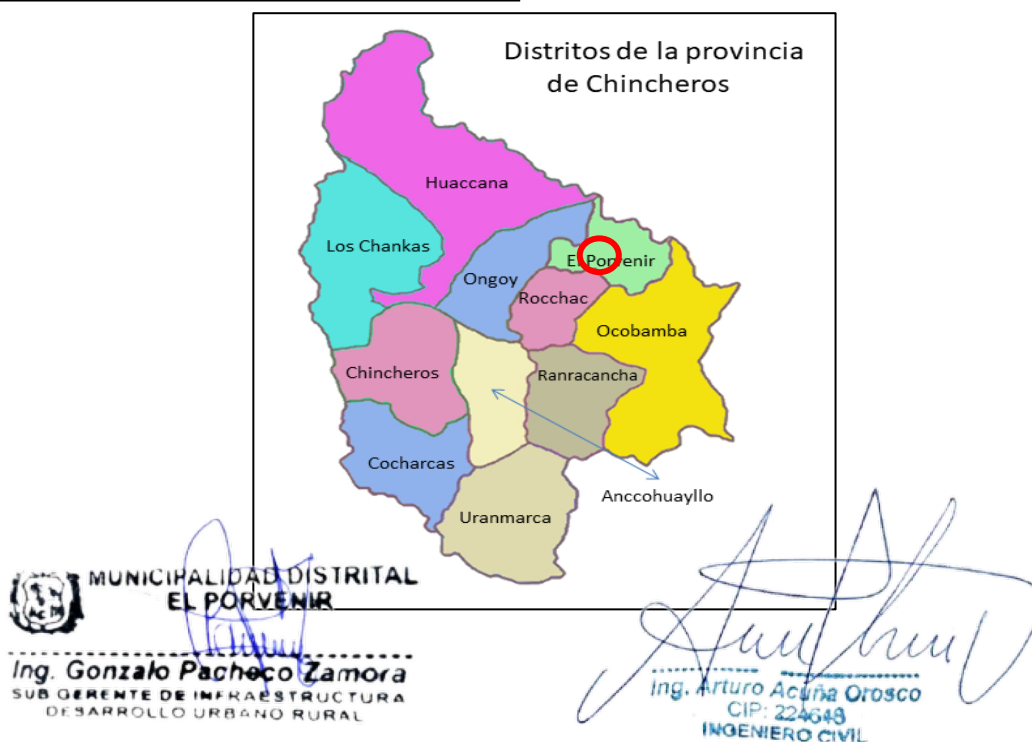 Distritos de la provincia
de Chincheros
Huaccana
Los Chankas
El Porvenir
Ongoy
Rocchac
Ocobamba
Chincheros
Ranracancha
Cocharcas
Anccohuayllo
Uranmarca
MUNICIPALIDAD DISTRITAL
EL PORVENIR
Ing. Gonzalo Pacheco Zamora
SUB GERENTE DE INFRAESTRUCTURA
DESARROLLO URBANO RURAL
Ing. Arturo Acuña Orosco
CIP: 224648
INGENIERO CIVIL